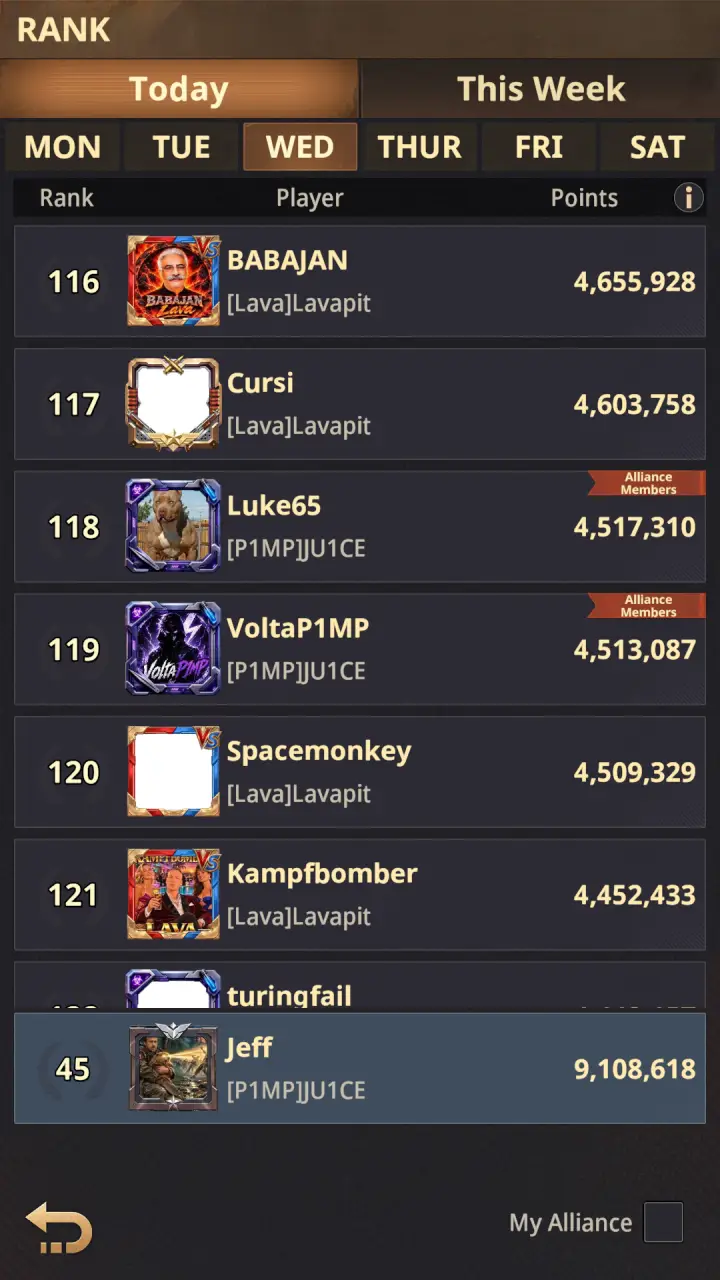 RANK
Today
This Week
MON
TUE
WED
THUR
FRI
SAT
Rank
Player
Points
i
116
VS
BABAJAN
Lava
BABAJAN
[Lava]Lavapit
4,655,928
117
Cursi
[Lava]Lavapit
4,603,758
118
Luke65
[P1MP]JU1CE
Alliance
Members
4,517,310
119
VOLTAP1MP
VoltaP1MP
[P1MP]JU1CE
Alliance
Members
4,513,087
120
VS
Spacemonkey
[Lava]Lavapit
4,509,329
121
VS
LAVA
Kampfbomber
[Lava]Lavapit
4,452,433
turingfail
45
Jeff
[P1MP]JU1CE
9,108,618
My Alliance